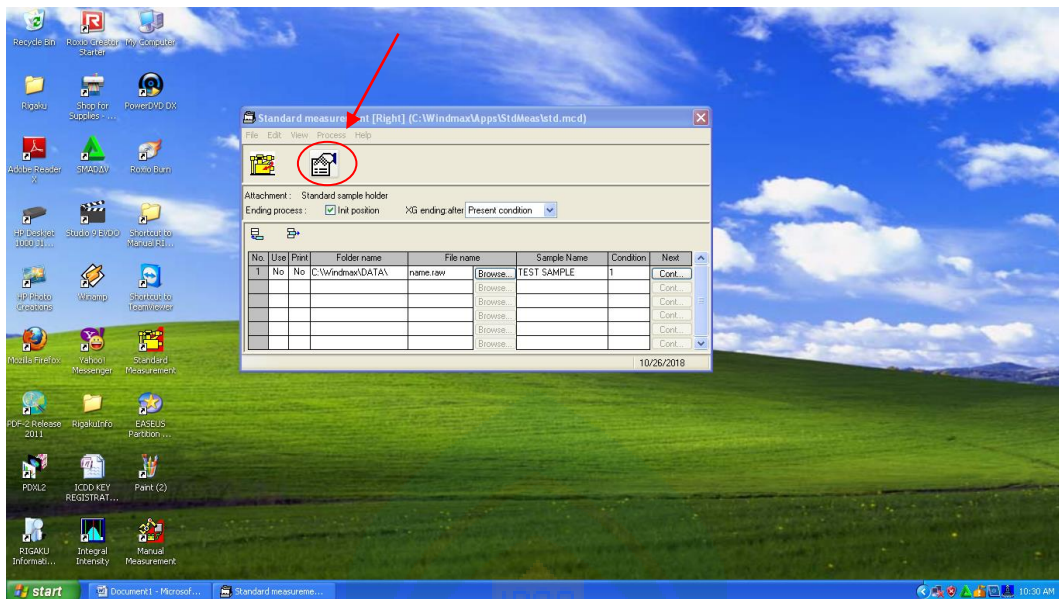 Recycle Bin
Roxio Creator Starter
My Computer
Rigaku
Shop for Supplies - ...
PowerDVD DX
Adobe Reader X
SMADAV
Roxio Burn
HP Deskjet 1000 J1...
Studio 9 EVDO
Shortcut to Manual RI...
HP Photo Creations
Winamp
Shortcut to Teamviewer
Mozilla Firefox
Yahoo! Messenger
Standard Measurement
PDF-2 Release 2011
RigakuInfo
EASEUS Partition ...
PDXL2
ICDD KEY REGISTRAT...
Paint (2)
RIGAKU Informati...
Integral Intensity
Manual Measurement
Standard measurement [Right] (C:\Windmax\Apps\StdMeas\std.mcd)
File Edit View Process Help
Attachment : Standard sample holder
Ending process : Init position XG ending:after Present condition
No. Use Print Folder name File name Sample Name Condition Next
1 No No C:\Windmax\DATA\ name.raw Browse... TEST SAMPLE 1 Cont...
Browse... Cont...
Browse... Cont...
Browse... Cont...
Browse... Cont...
Browse... Cont...
10/26/2018
start Document1 - Microsof... Standard measureme... 10:30 AM